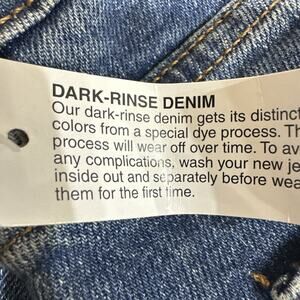 DARK-RINSE DENIM
Our dark-rinse denim gets its distinct
colors from a special dye process. Th
process will wear off over time. To av
any complications, wash your new je
inside out and separately before wea
them for the first time.